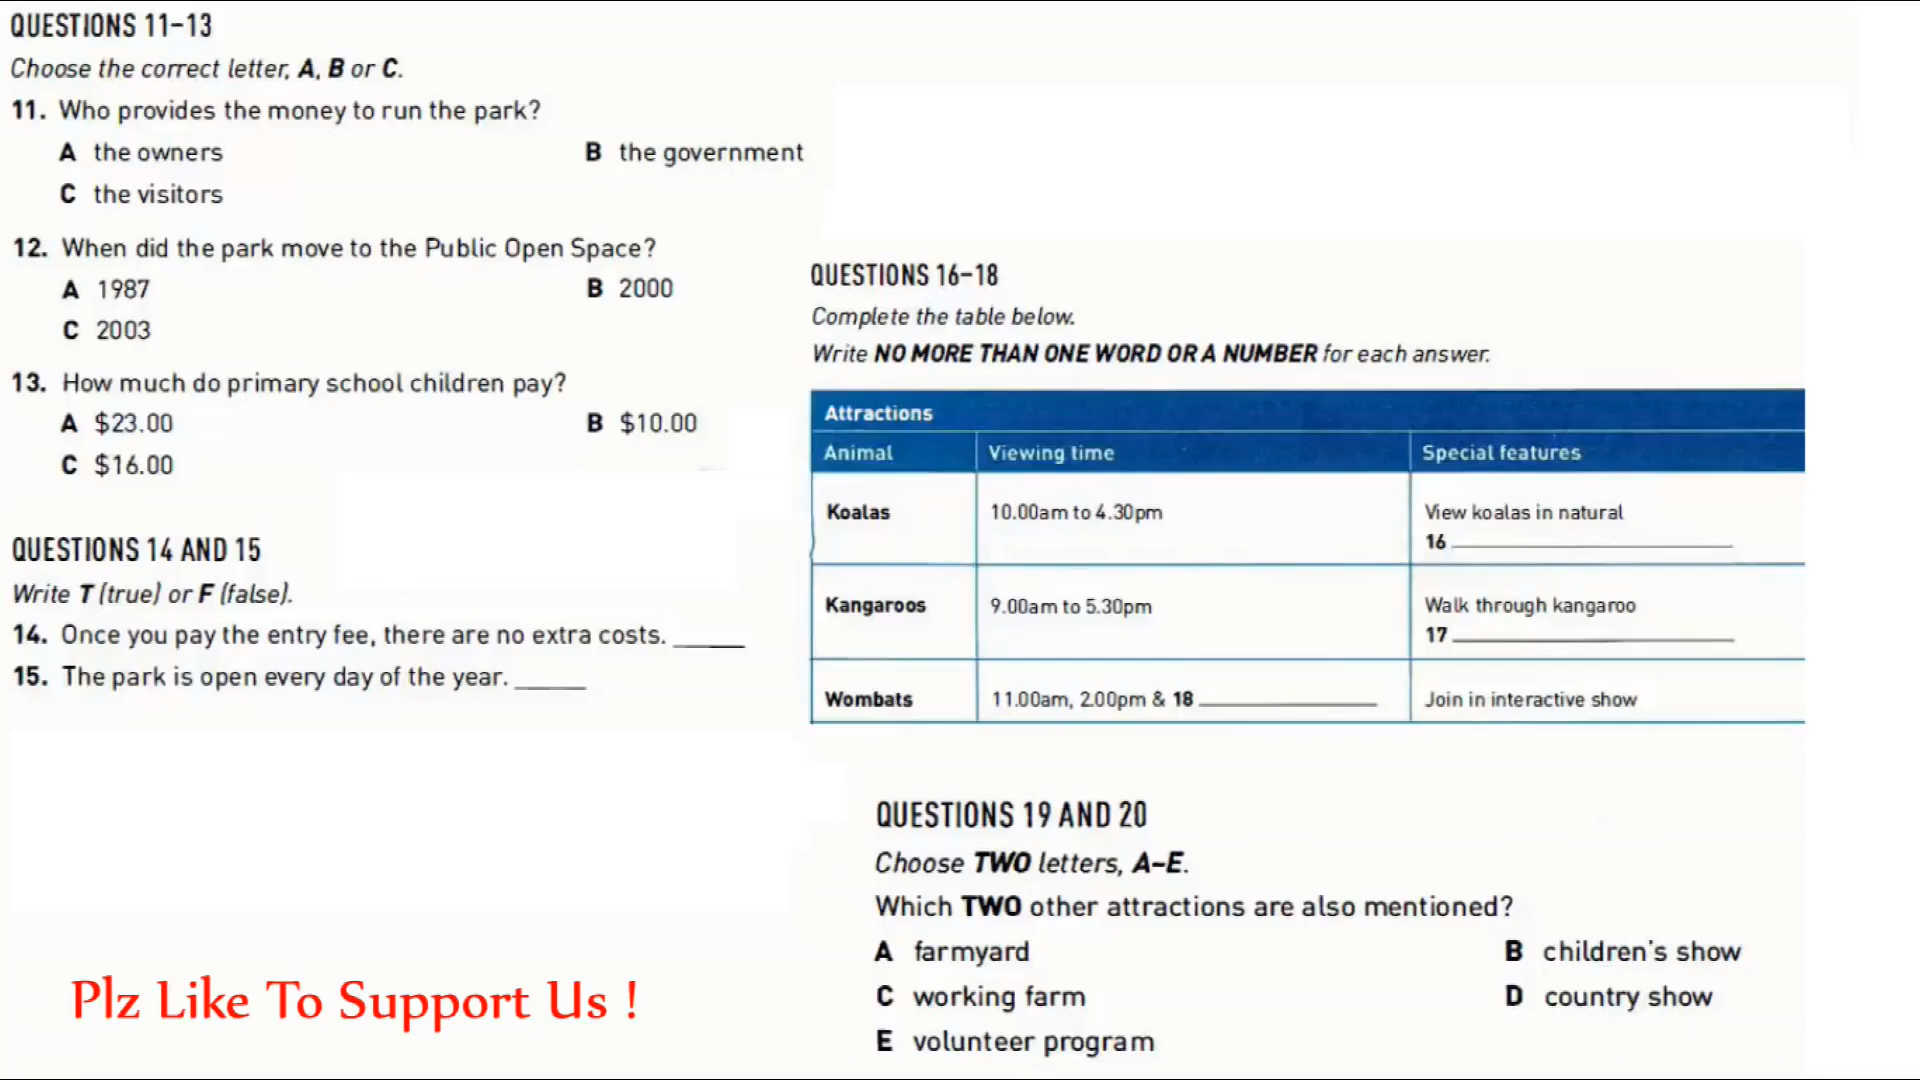 QUESTIONS 11–13
Choose the correct letter, A, B or C.
11. Who provides the money to run the park?
A the owners B the government
C the visitors
12. When did the park move to the Public Open Space?
A 1987 B 2000
C 2003
13. How much do primary school children pay?
A $23.00 B $10.00
C $16.00
QUESTIONS 14 AND 15
Write T (true) or F (false).
14. Once you pay the entry fee, there are no extra costs. _____
15. The park is open every day of the year. _____
QUESTIONS 16–18
Complete the table below.
Write NO MORE THAN ONE WORD OR A NUMBER for each answer.
Attractions
Animal Viewing time Special features
Koalas 10.00am to 4.30pm View koalas in natural
16 _____
Kangaroos 9.00am to 5.30pm Walk through kangaroo
17 _____
Wombats 11.00am, 2.00pm & 18 _____ Join in interactive show
QUESTIONS 19 AND 20
Choose TWO letters, A–E.
Which TWO other attractions are also mentioned?
A farmyard B children's show
C working farm D country show
E volunteer program
Plz Like To Support Us !